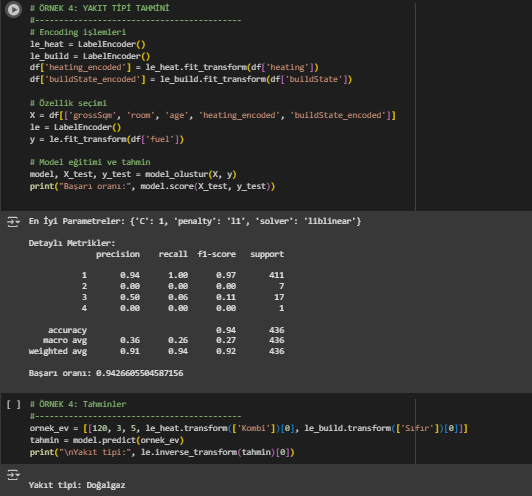 # ÖRNEK 4: YAKIT TİPİ TAHMİNİ
#-----------------------------------------
# Encoding işlemleri
le_heat = LabelEncoder()
le_build = LabelEncoder()
df['heating_encoded'] = le_heat.fit_transform(df['heating'])
df['buildState_encoded'] = le_build.fit_transform(df['buildState'])
# Özellik seçimi
X = df[['grossSqm', 'room', 'age', 'heating_encoded', 'buildState_encoded']]
le = LabelEncoder()
y = le.fit_transform(df['fuel'])
# Model eğitimi ve tahmin
model, X_test, y_test = model_olustur(X, y)
print("Başarı oranı:", model.score(X_test, y_test))
En İyi Parametreler: {'C': 1, 'penalty': 'l1', 'solver': 'liblinear'}
Detaylı Metrikler:
precision recall f1-score support
1 0.94 1.00 0.97 411
2 0.00 0.00 0.00 7
3 0.50 0.06 0.11 17
4 0.00 0.00 0.00 1
accuracy 0.94 436
macro avg 0.36 0.26 0.27 436
weighted avg 0.91 0.94 0.92 436
Başarı oranı: 0.9426605504587156
[ ] # ÖRNEK 4: Tahminler
#-----------------------------------------
ornek_ev = [[120, 3, 5, le_heat.transform(['Kombi'])[0], le_build.transform(['Sıfır'])[0]]]
tahmin = model.predict(ornek_ev)
print("\nYakıt tipi:", le.inverse_transform(tahmin)[0])
Yakıt tipi: Doğalgaz